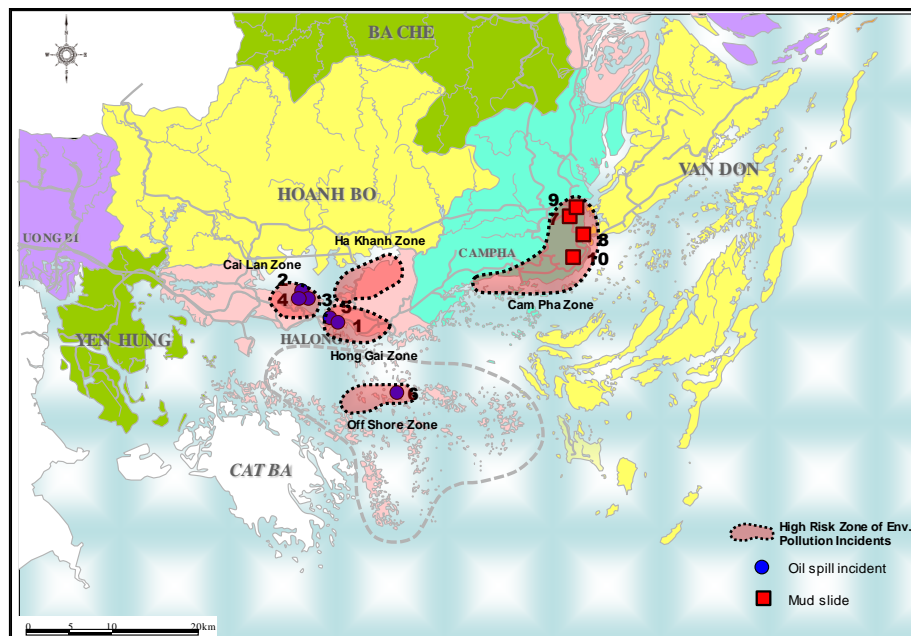 BA CHE
N
W
E
S
VAN DON
HOANH BO
9
7
8
10
UONG BI
Ha Khanh Zone
CAMPHA
Cai Lan Zone
2
4
3
5
1
Cam Pha Zone
YEN HUNG
HALONG
Hong Gai Zone
6
Off Shore Zone
CAT BA
High Risk Zone of Env.
Pollution Incidents
Oil spill incident
Mud slide
0 5 10 20km